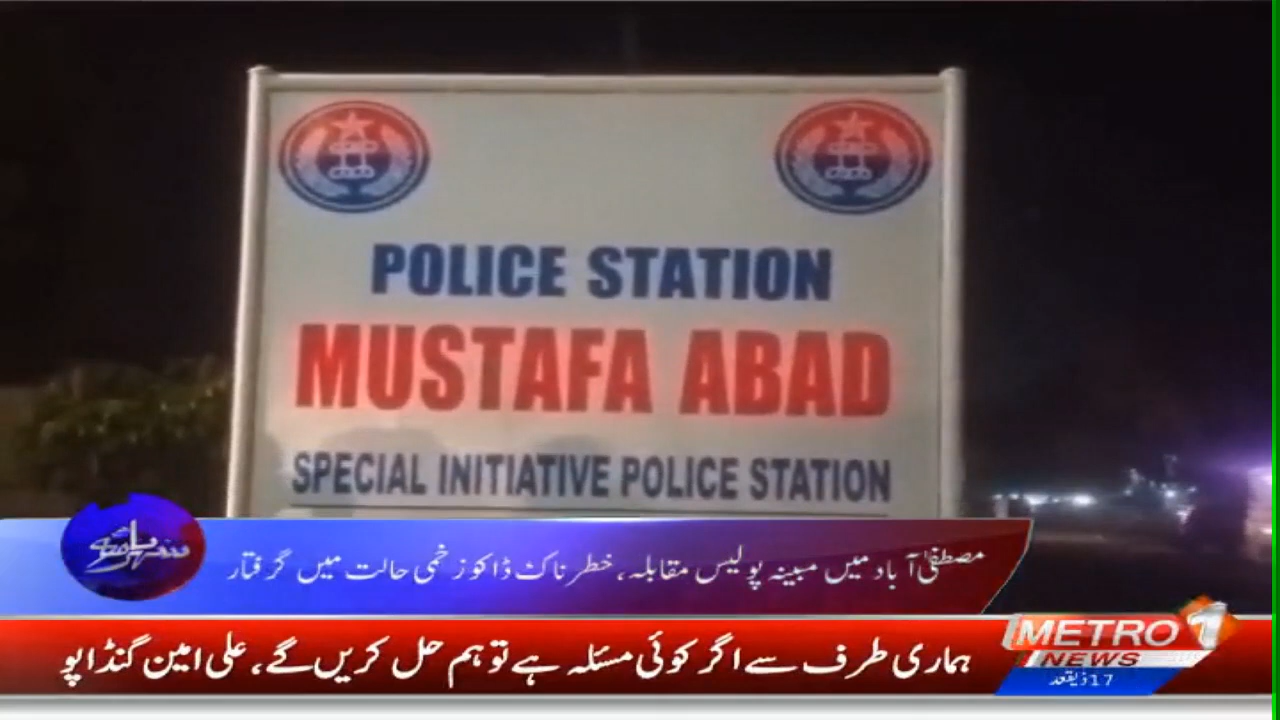 POLICE STATION
MUSTAFA ABAD
SPECIAL INITIATIVE POLICE STATION
مصطفیٰ آباد میں مبینہ پولیس مقابلہ، خطرناک ڈاکو زخمی حالت میں گرفتار
ہماری طرف سے اگر کوئی مسئلہ ہے تو ہم حل کریں گے، علی امین گنڈاپو
METRO 1
NEWS
17 ذیقعد